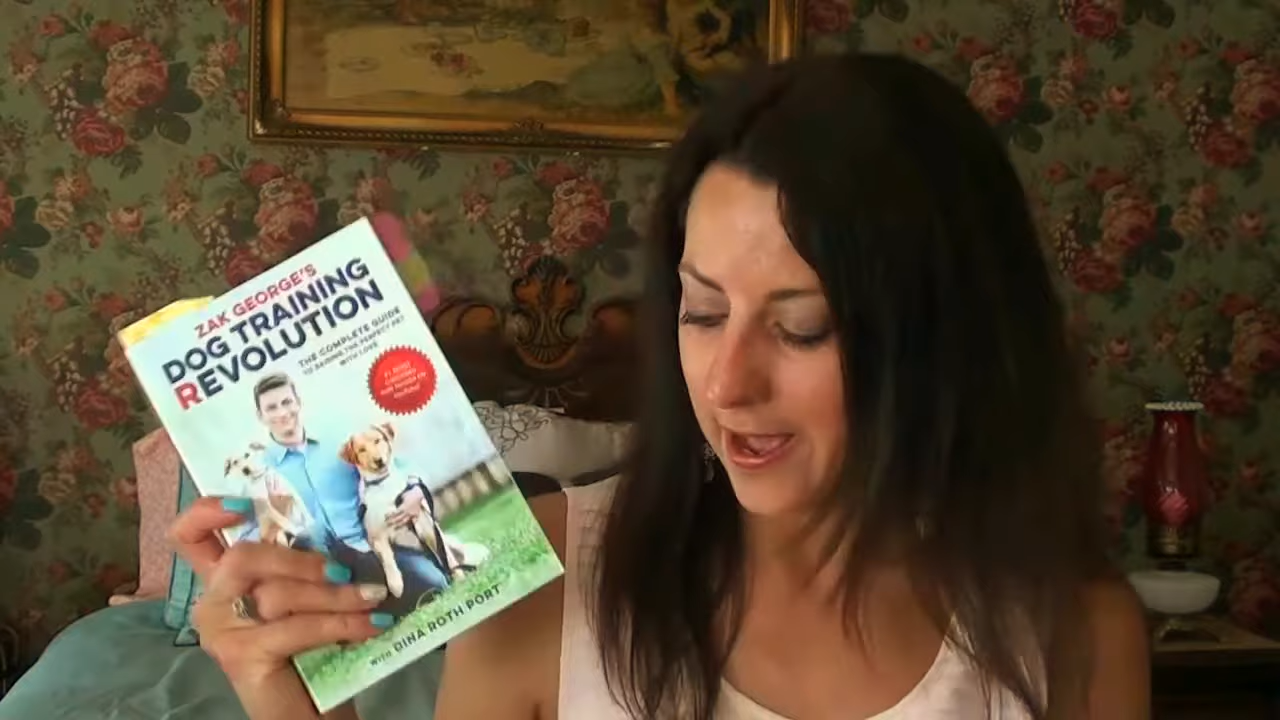 ZAK GEORGE'S
DOG TRAINING
REVOLUTION
THE COMPLETE GUIDE
TO RAISING THE PERFECT PET
WITH LOVE
WITH DINA ROTH PORT